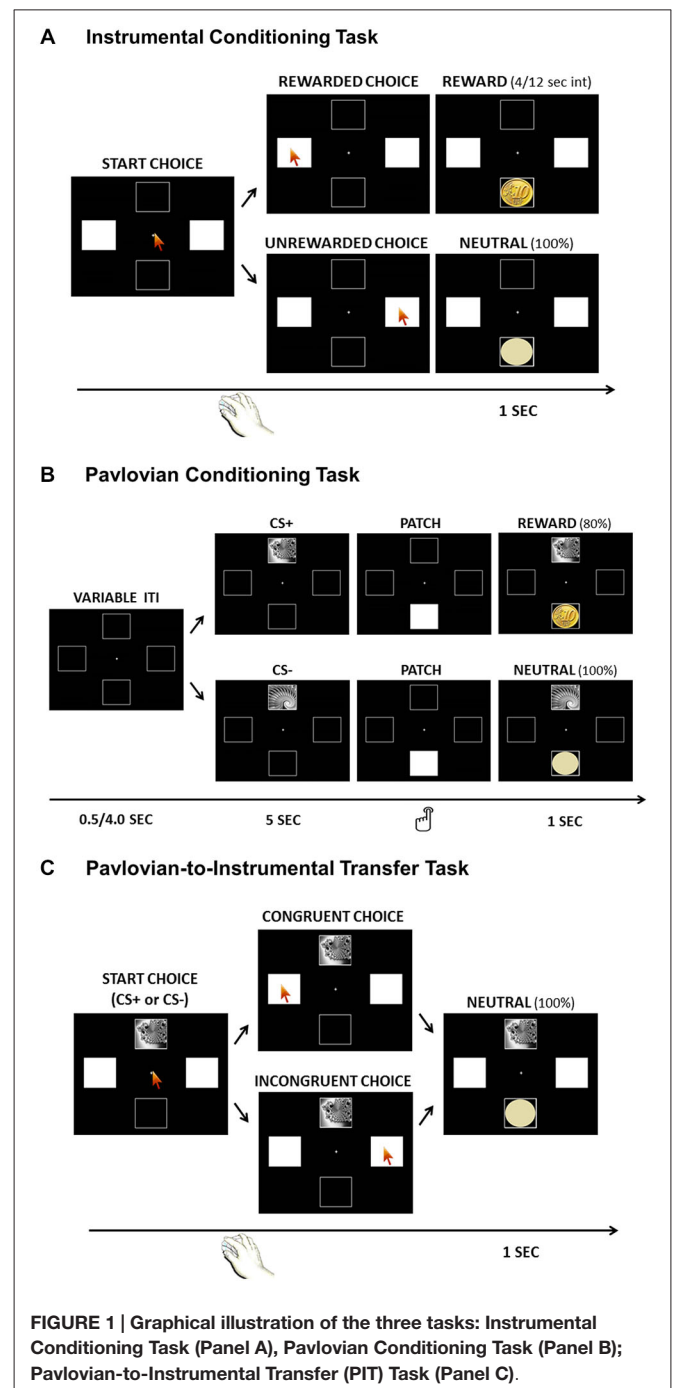 A Instrumental Conditioning Task
REWARDED CHOICE REWARD (4/12 sec int)
START CHOICE
UNREWARDED CHOICE NEUTRAL (100%)
1 SEC
B Pavlovian Conditioning Task
CS+ PATCH REWARD (80%)
VARIABLE ITI
CS- PATCH NEUTRAL (100%)
0.5/4.0 SEC 5 SEC 1 SEC
C Pavlovian-to-Instrumental Transfer Task
CONGRUENT CHOICE
START CHOICE
(CS+ or CS-)
NEUTRAL (100%)
INCONGRUENT CHOICE
1 SEC
FIGURE 1 | Graphical illustration of the three tasks: Instrumental
Conditioning Task (Panel A), Pavlovian Conditioning Task (Panel B);
Pavlovian-to-Instrumental Transfer (PIT) Task (Panel C).